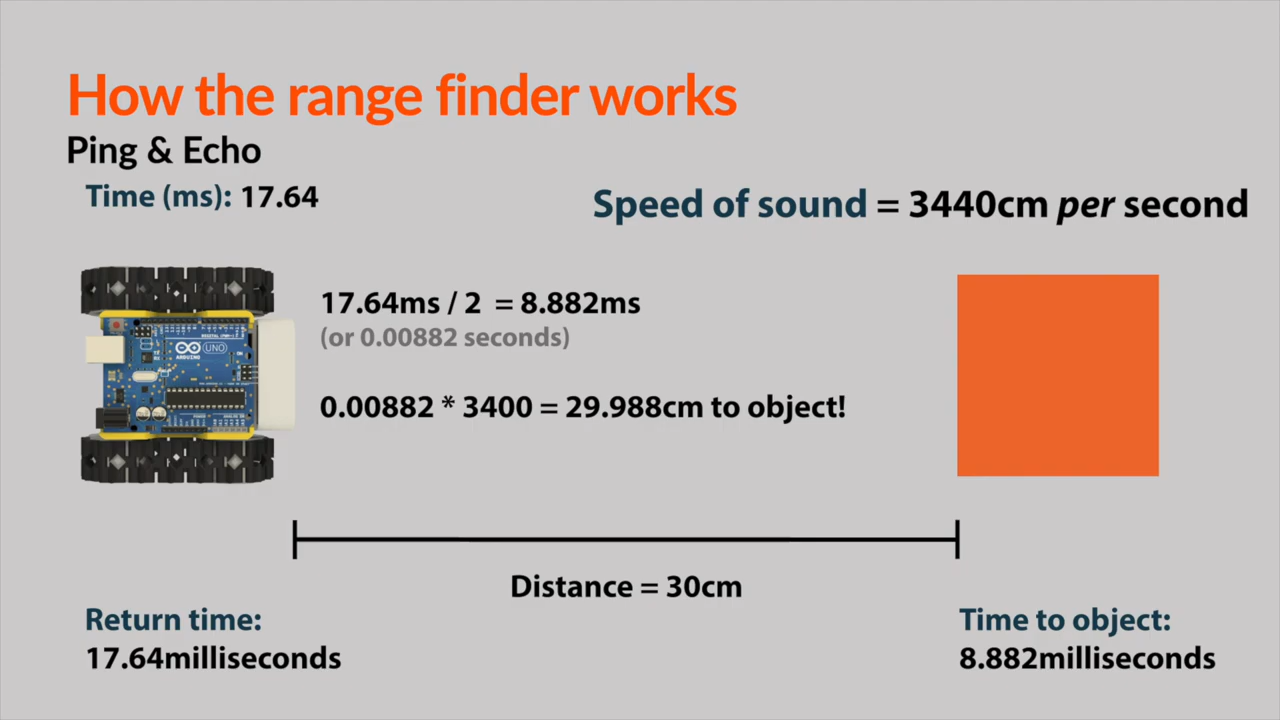 How the range finder works
Ping & Echo
Time (ms): 17.64
Speed of sound = 3440cm per second
17.64ms / 2 = 8.882ms
(or 0.00882 seconds)
0.00882 * 3400 = 29.988cm to object!
ARDUINO
UNO
Distance = 30cm
Return time:
17.64milliseconds
Time to object:
8.882milliseconds